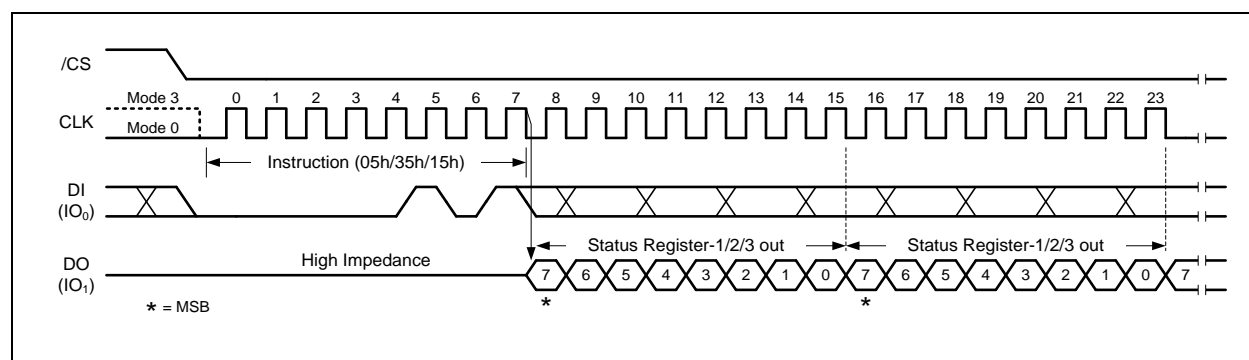 /CS
Mode 3
0 1 2 3 4 5 6 7 8 9 10 11 12 13 14 15 16 17 18 19 20 21 22 23
CLK
Mode 0
Instruction (05h/35h/15h)
DI
(IO₀)
Status Register-1/2/3 out Status Register-1/2/3 out
High Impedance
DO
(IO₁)
7 6 5 4 3 2 1 0 7 6 5 4 3 2 1 0 7
* *
* = MSB